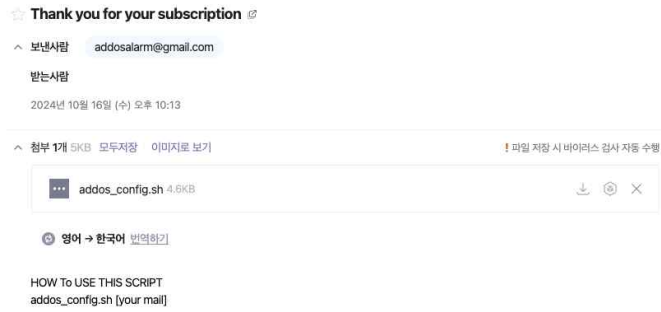 Thank you for your subscription
보낸사람 addosalarm@gmail.com
받는사람
2024년 10월 16일 (수) 오후 10:13
첨부 1개 5KB 모두저장 이미지로 보기 ! 파일 저장 시 바이러스 검사 자동 수행
addos_config.sh 4.6KB
영어 → 한국어 번역하기
HOW To USE THIS SCRIPT
addos_config.sh [your mail]